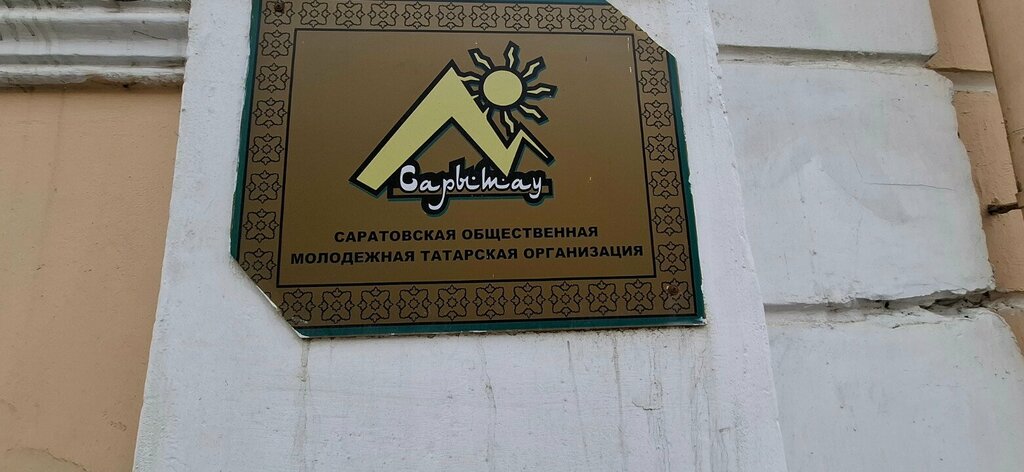 Сарытау
САРАТОВСКАЯ ОБЩЕСТВЕННАЯ
МОЛОДЕЖНАЯ ТАТАРСКАЯ ОРГАНИЗАЦИЯ